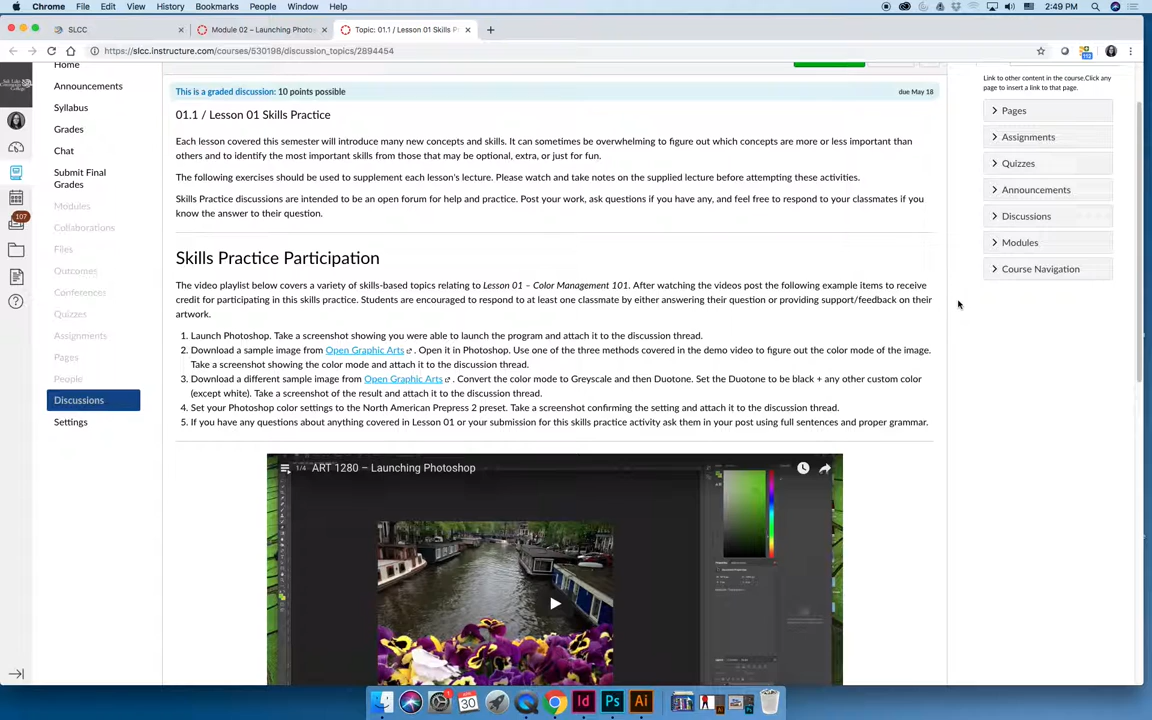 Chrome File Edit View History Bookmarks People Window Help 2:49 PM
SLCC Module 02 – Launching Photos Topic: 01.1 / Lesson 01 Skills P
https://slcc.instructure.com/courses/530198/discussion_topics/2894454
Home
Announcements
Syllabus
Grades
Chat
Submit Final
Grades
Modules
Collaborations
Files
Outcomes
Conferences
Quizzes
Assignments
Pages
People
Discussions
Settings
107
This is a graded discussion: 10 points possible due May 18
01.1 / Lesson 01 Skills Practice
Each lesson covered this semester will introduce many new concepts and skills. It can sometimes be overwhelming to figure out which concepts are more or less important than
others and to identify the most important skills from those that may be optional, extra, or just for fun.
The following exercises should be used to supplement each lesson's lecture. Please watch and take notes on the supplied lecture before attempting these activities.
Skills Practice discussions are intended to be an open forum for help and practice. Post your work, ask questions if you have any, and feel free to respond to your classmates if you
know the answer to their question.
Skills Practice Participation
The video playlist below covers a variety of skills-based topics relating to Lesson 01 – Color Management 101. After watching the videos post the following example items to receive
credit for participating in this skills practice. Students are encouraged to respond to at least one classmate by either answering their question or providing support/feedback on their
artwork.
1. Launch Photoshop. Take a screenshot showing you were able to launch the program and attach it to the discussion thread.
2. Download a sample image from Open Graphic Arts . Open it in Photoshop. Use one of the three methods covered in the demo video to figure out the color mode of the image.
Take a screenshot showing the color mode and attach it to the discussion thread.
3. Download a different sample image from Open Graphic Arts . Convert the color mode to Greyscale and then Duotone. Set the Duotone to be black + any other custom color
(except white). Take a screenshot of the result and attach it to the discussion thread.
4. Set your Photoshop color settings to the North American Prepress 2 preset. Take a screenshot confirming the setting and attach it to the discussion thread.
5. If you have any questions about anything covered in Lesson 01 or your submission for this skills practice activity ask them in your post using full sentences and proper grammar.
1/4 ART 1280 – Launching Photoshop
Link to other content in the course.Click any
page to insert a link to that page.
Pages
Assignments
Quizzes
Announcements
Discussions
Modules
Course Navigation
30 Id Ps Ai